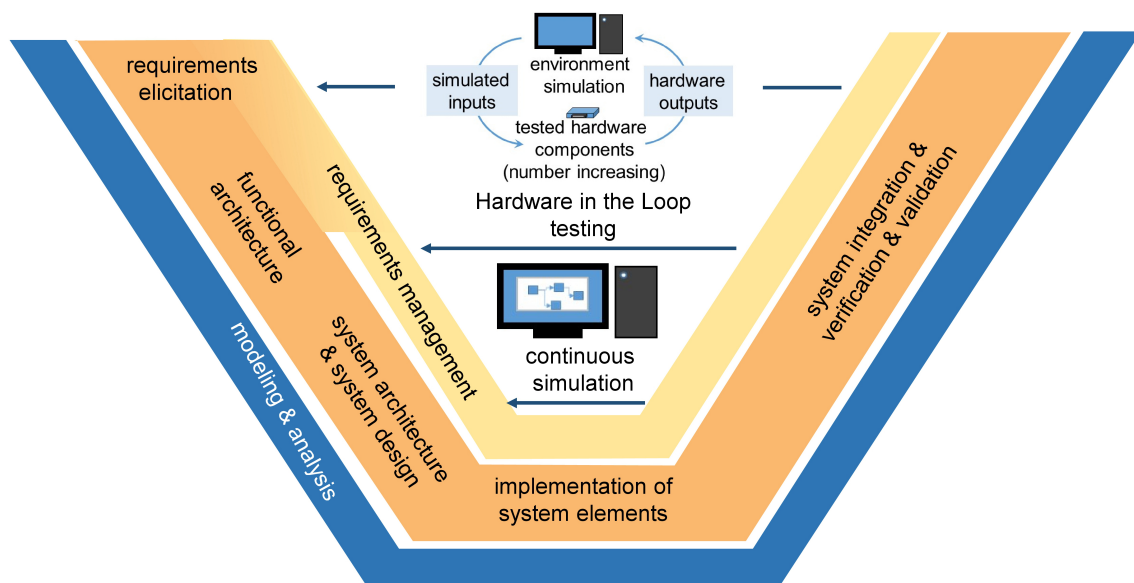 requirements
elicitation
simulated
inputs
environment
simulation
hardware
outputs
tested hardware
components
(number increasing)
Hardware in the Loop
testing
functional
architecture
requirements management
continuous
simulation
system architecture
& system design
modeling & analysis
implementation of
system elements
system integration &
verification & validation